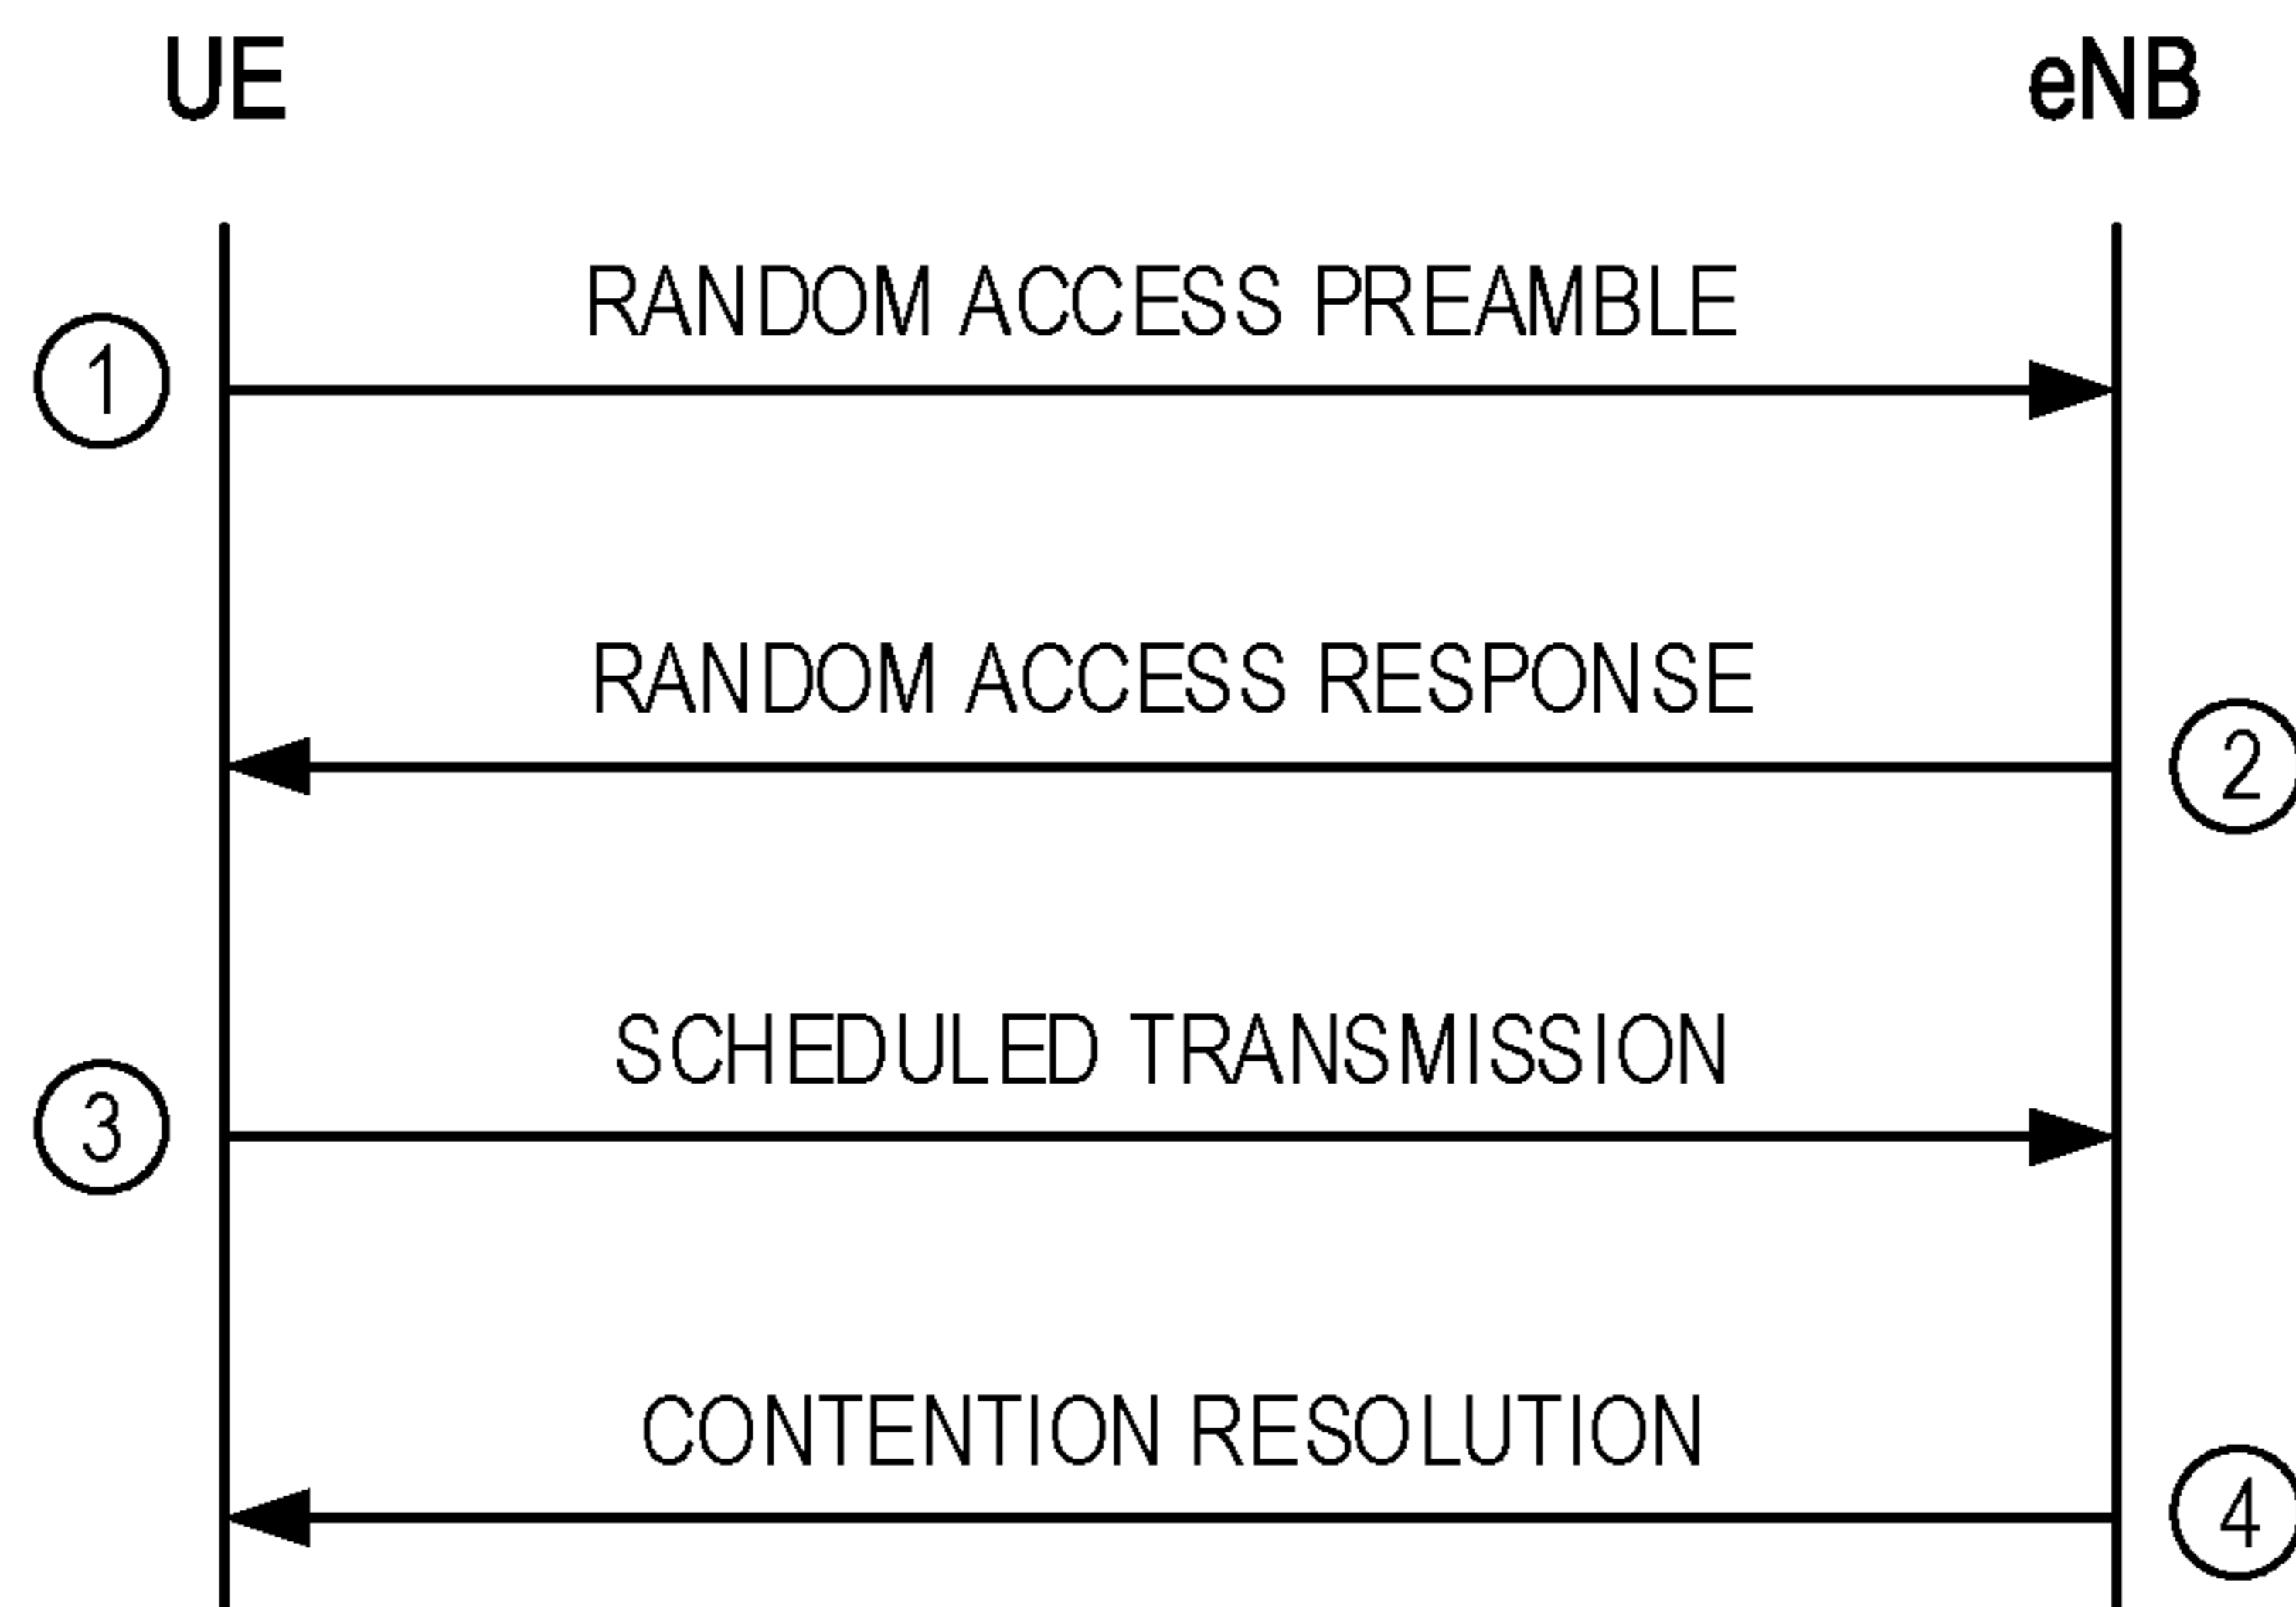 UE
eNB
RANDOM ACCESS PREAMBLE
1
RANDOM ACCESS RESPONSE
2
SCHEDULED TRANSMISSION
3
CONTENTION RESOLUTION
4